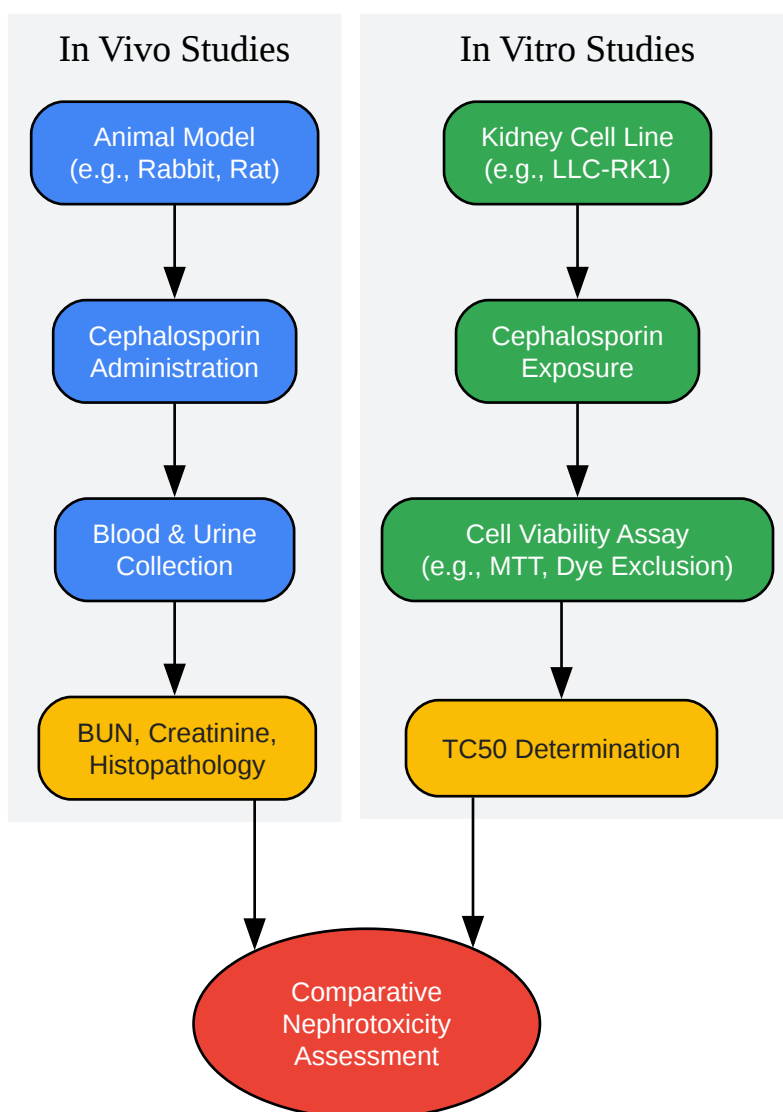 In Vivo Studies
Animal Model
(e.g., Rabbit, Rat)
Cephalosporin
Administration
Blood & Urine
Collection
BUN, Creatinine,
Histopathology
In Vitro Studies
Kidney Cell Line
(e.g., LLC-RK1)
Cephalosporin
Exposure
Cell Viability Assay
(e.g., MTT, Dye Exclusion)
TC50 Determination
Comparative
Nephrotoxicity
Assessment